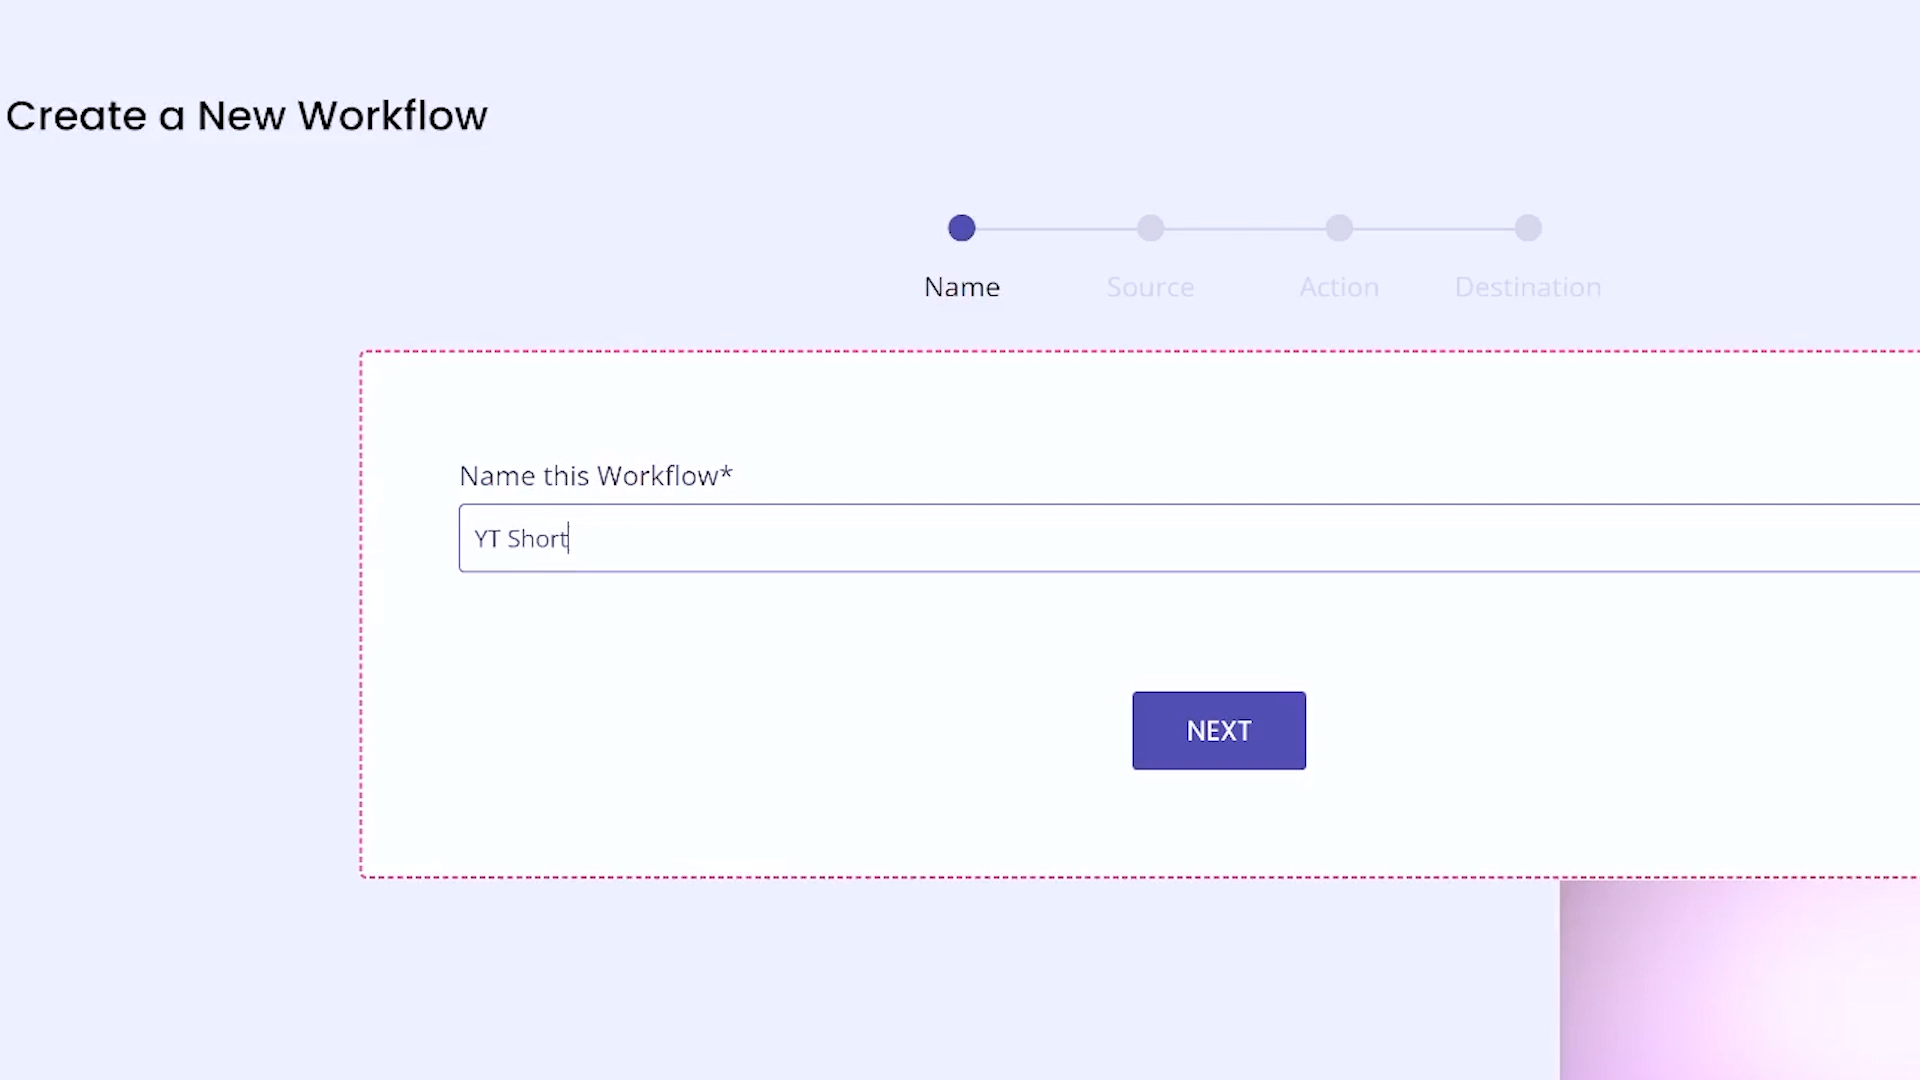 Create a New Workflow
Name
Source
Action
Destination
Name this Workflow*
YT Short
NEXT